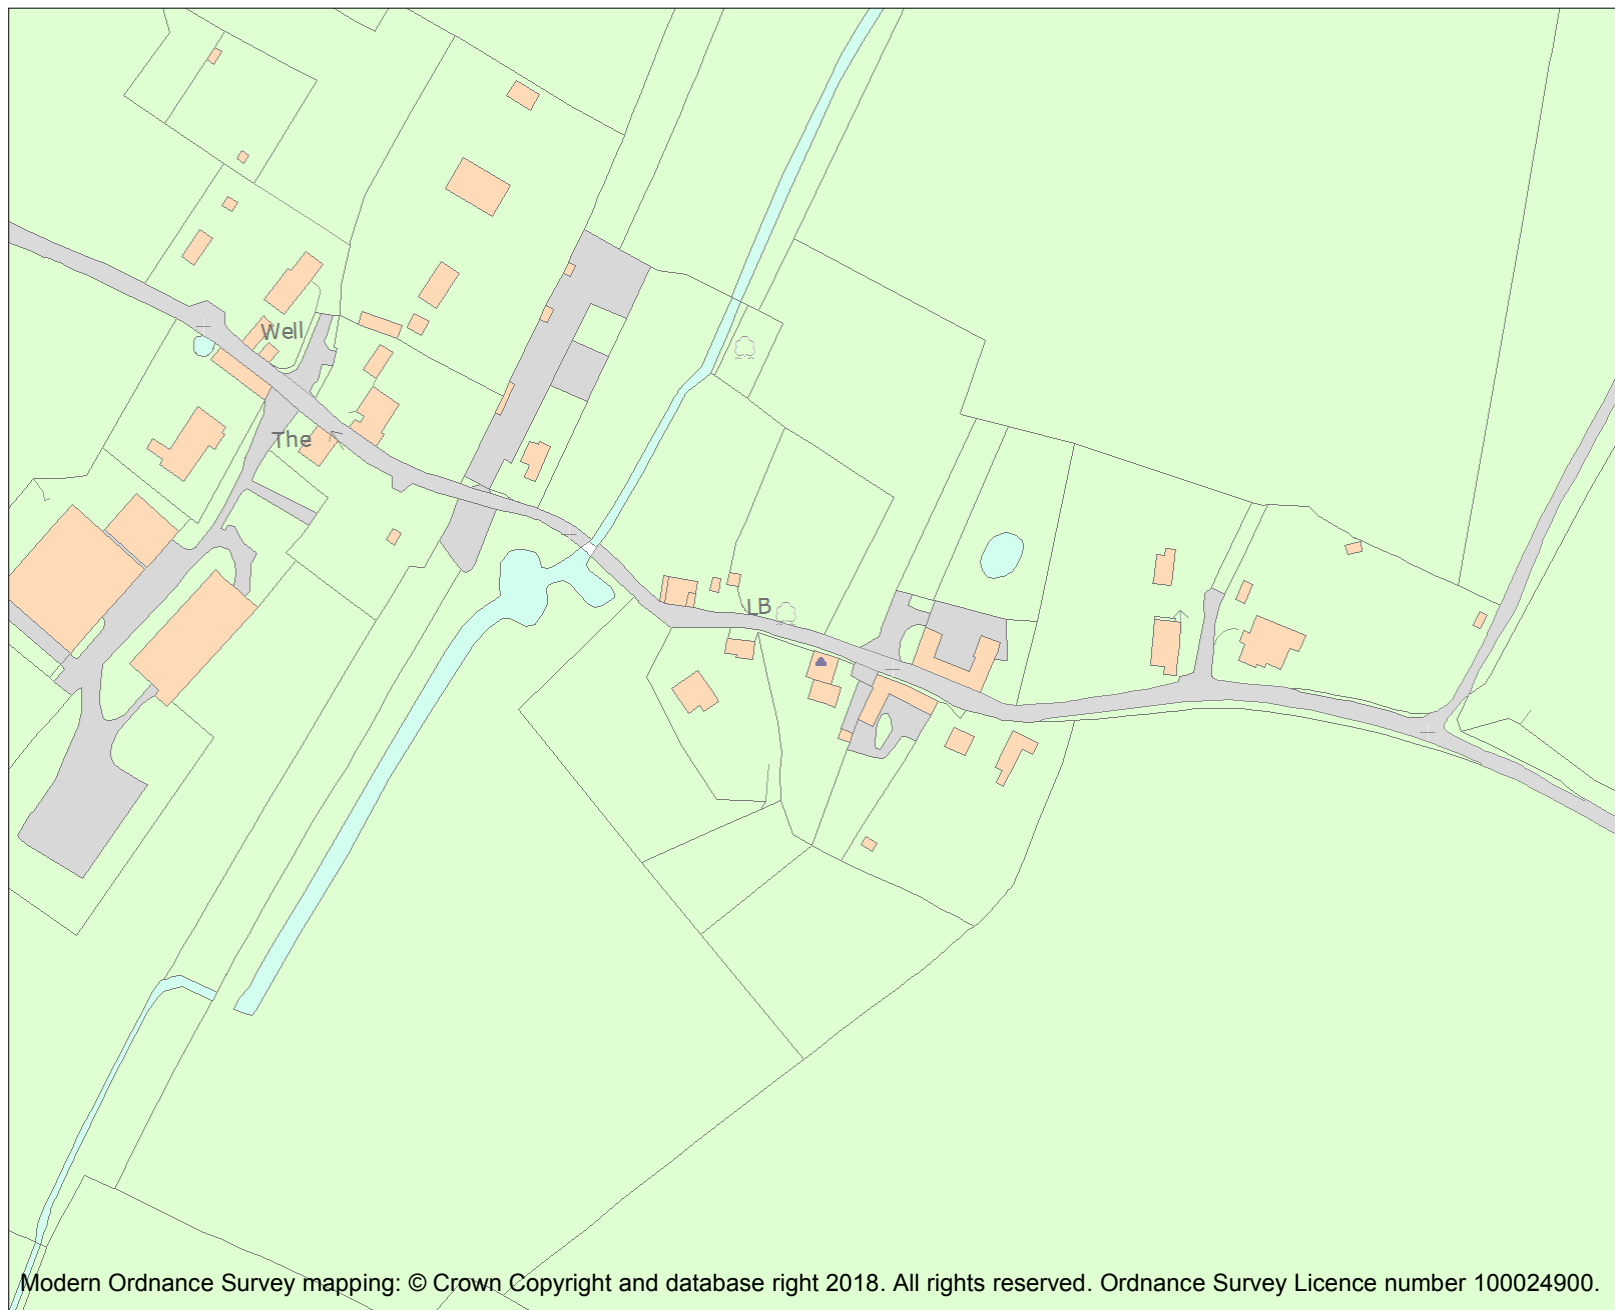 Well
The
LB
Modern Ordnance Survey mapping: © Crown Copyright and database right 2018. All rights reserved. Ordnance Survey Licence number 100024900.